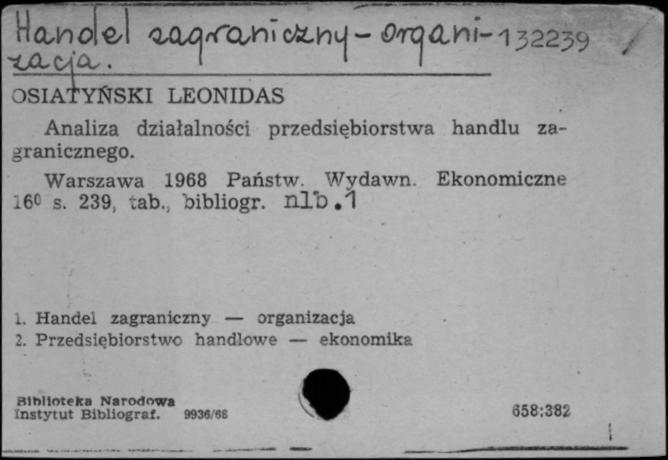 Handel zagraniczny - organi- 132239
zacja.
OSIATYŃSKI LEONIDAS
Analiza działalności przedsiębiorstwa handlu za-
granicznego.
Warszawa 1968 Państw. Wydawn. Ekonomiczne
16⁰ s. 239, tab., bibliogr. nlb.1
1. Handel zagraniczny — organizacja
2. Przedsiębiorstwo handlowe — ekonomika
Biblioteka Narodowa
Instytut Bibliograf. 9936/68
658:382